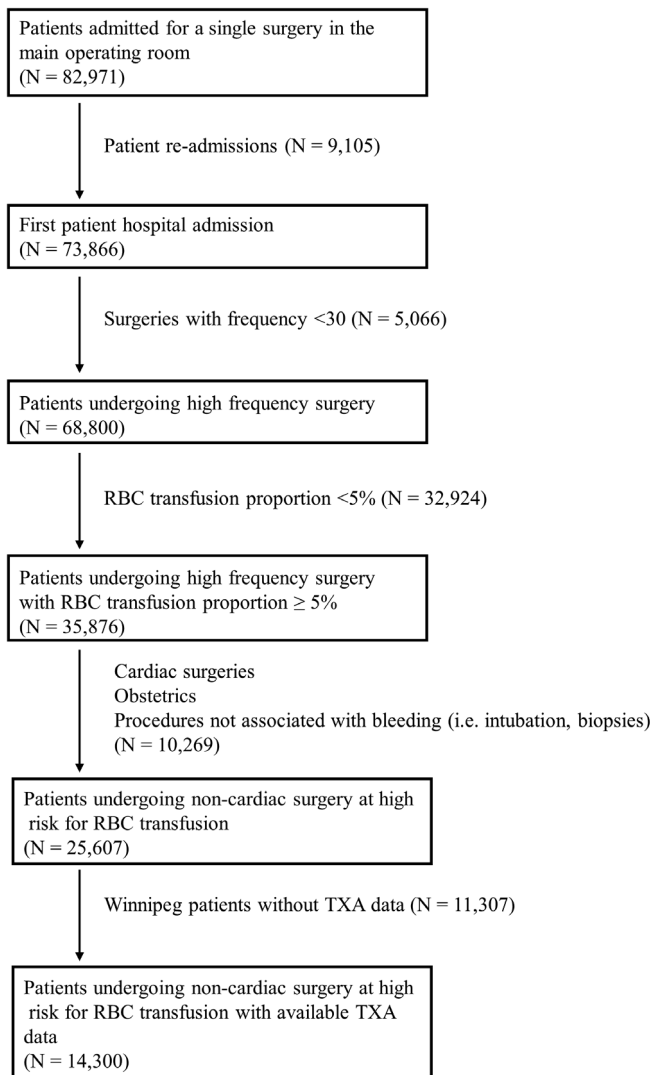 Patients admitted for a single surgery in the
main operating room
(N = 82,971)
Patient re-admissions (N = 9,105)
First patient hospital admission
(N = 73,866)
Surgeries with frequency <30 (N = 5,066)
Patients undergoing high frequency surgery
(N = 68,800)
RBC transfusion proportion <5% (N = 32,924)
Patients undergoing high frequency surgery
with RBC transfusion proportion ≥ 5%
(N = 35,876)
Cardiac surgeries
Obstetrics
Procedures not associated with bleeding (i.e. intubation, biopsies)
(N = 10,269)
Patients undergoing non-cardiac surgery at high
risk for RBC transfusion
(N = 25,607)
Winnipeg patients without TXA data (N = 11,307)
Patients undergoing non-cardiac surgery at high
risk for RBC transfusion with available TXA
data
(N = 14,300)